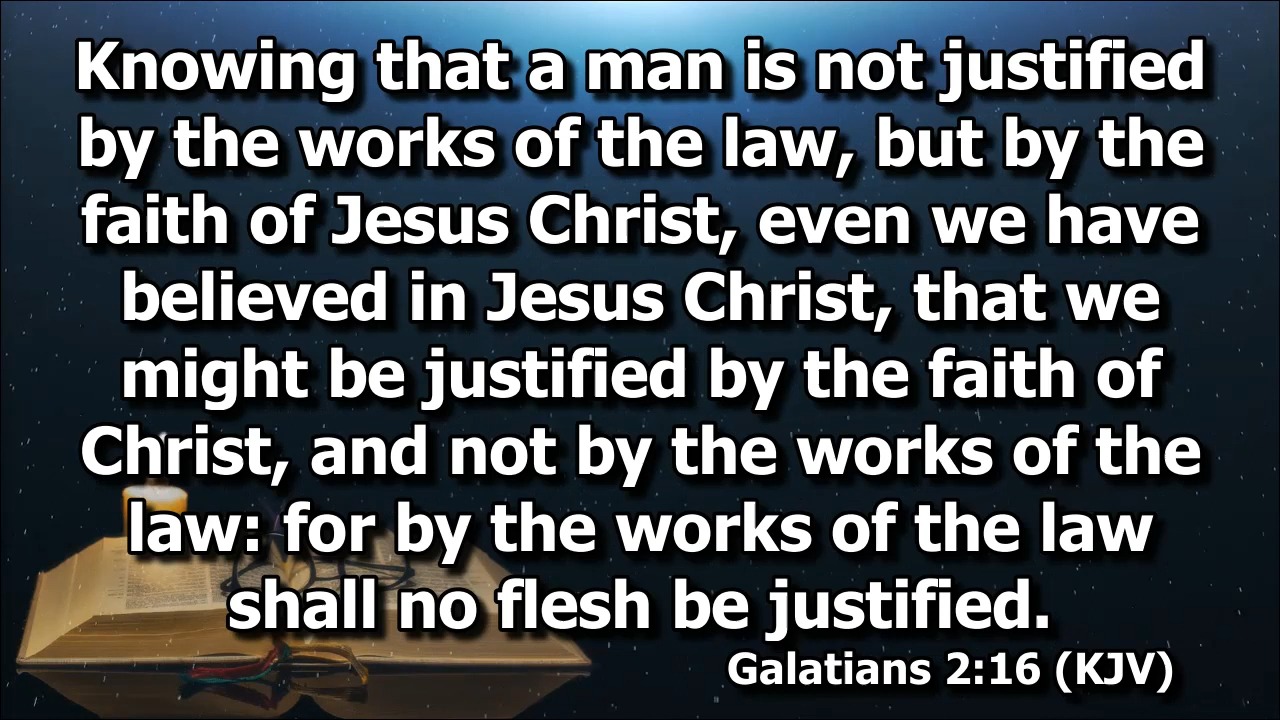 Knowing that a man is not justified
by the works of the law, but by the
faith of Jesus Christ, even we have
believed in Jesus Christ, that we
might be justified by the faith of
Christ, and not by the works of the
law: for by the works of the law
shall no flesh be justified.
Galatians 2:16 (KJV)